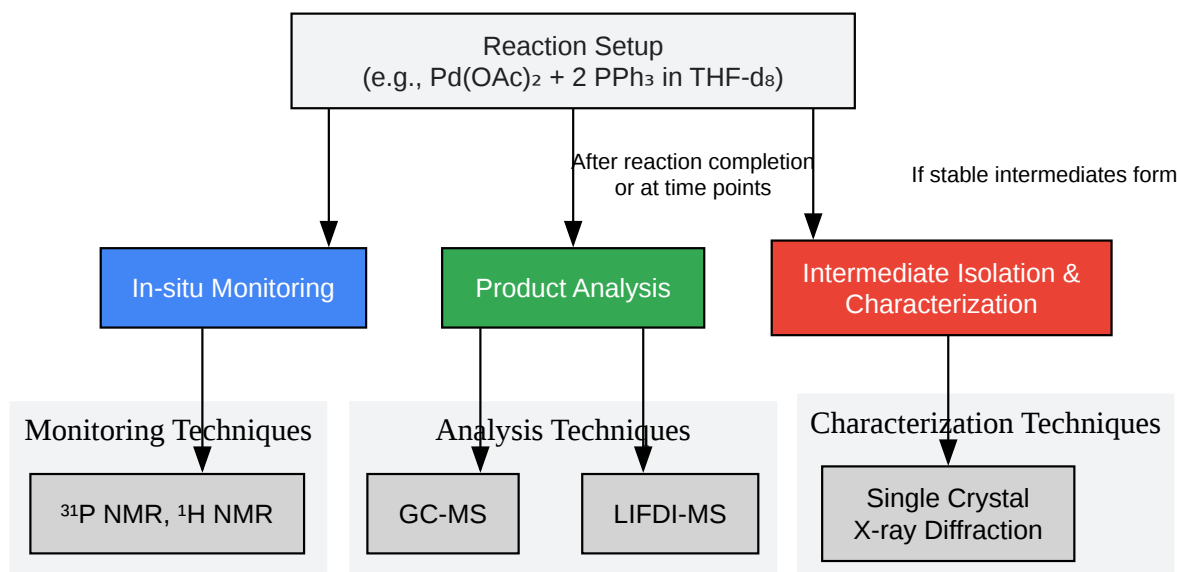 Reaction Setup
(e.g., Pd(OAc)₂ + 2 PPh₃ in THF-d₈)
After reaction completion
or at time points
If stable intermediates form
In-situ Monitoring
Product Analysis
Intermediate Isolation &
Characterization
Monitoring Techniques
Analysis Techniques
Characterization Techniques
³¹P NMR, ¹H NMR
GC-MS
LIFDI-MS
Single Crystal
X-ray Diffraction